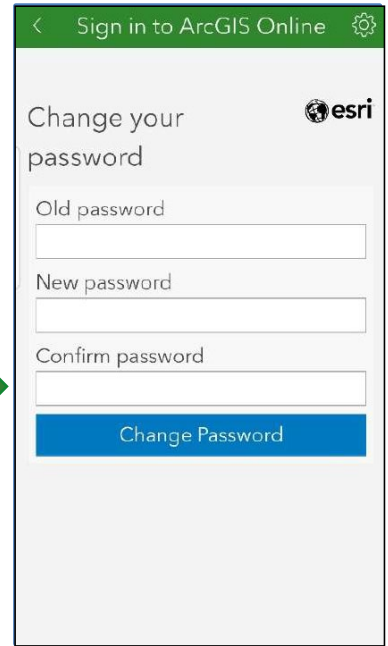 Sign in to ArcGIS Online
esri
Change your
password
Old password
New password
Confirm password
Change Password